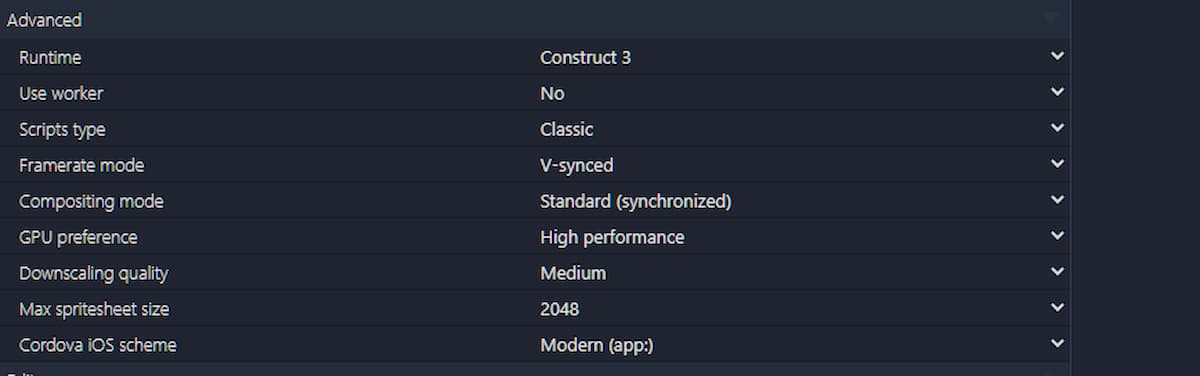 Advanced
Runtime Construct 3
Use worker No
Scripts type Classic
Framerate mode V-synced
Compositing mode Standard (synchronized)
GPU preference High performance
Downscaling quality Medium
Max spritesheet size 2048
Cordova iOS scheme Modern (app:)